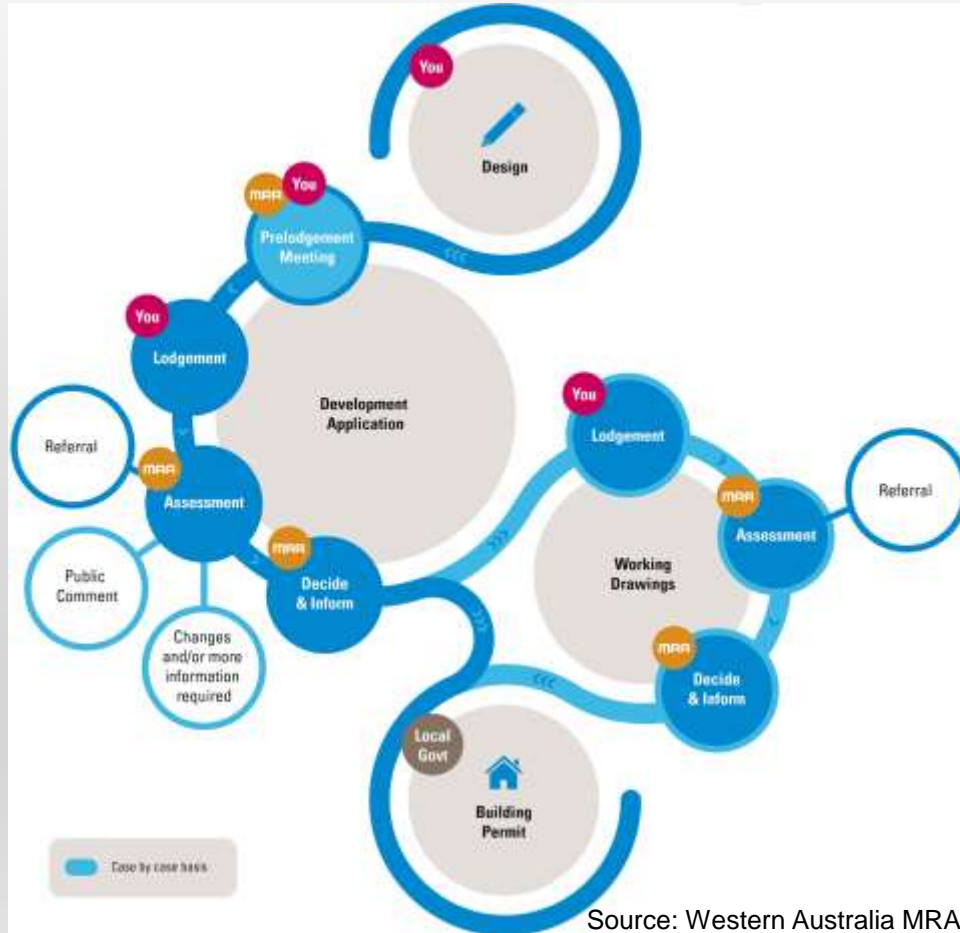 You
Design
MRA
You
Prelodgement
Meeting
You
Lodgement
Development
Application
Referral
MRA
Assessment
Public
Comment
Changes
and/or more
information
required
MRA
Decide
& Inform
You
Lodgement
MRA
Assessment
Referral
Working
Drawings
MRA
Decide
& Inform
Local
Govt
Building
Permit
Case by case basis
Source: Western Australia MRA